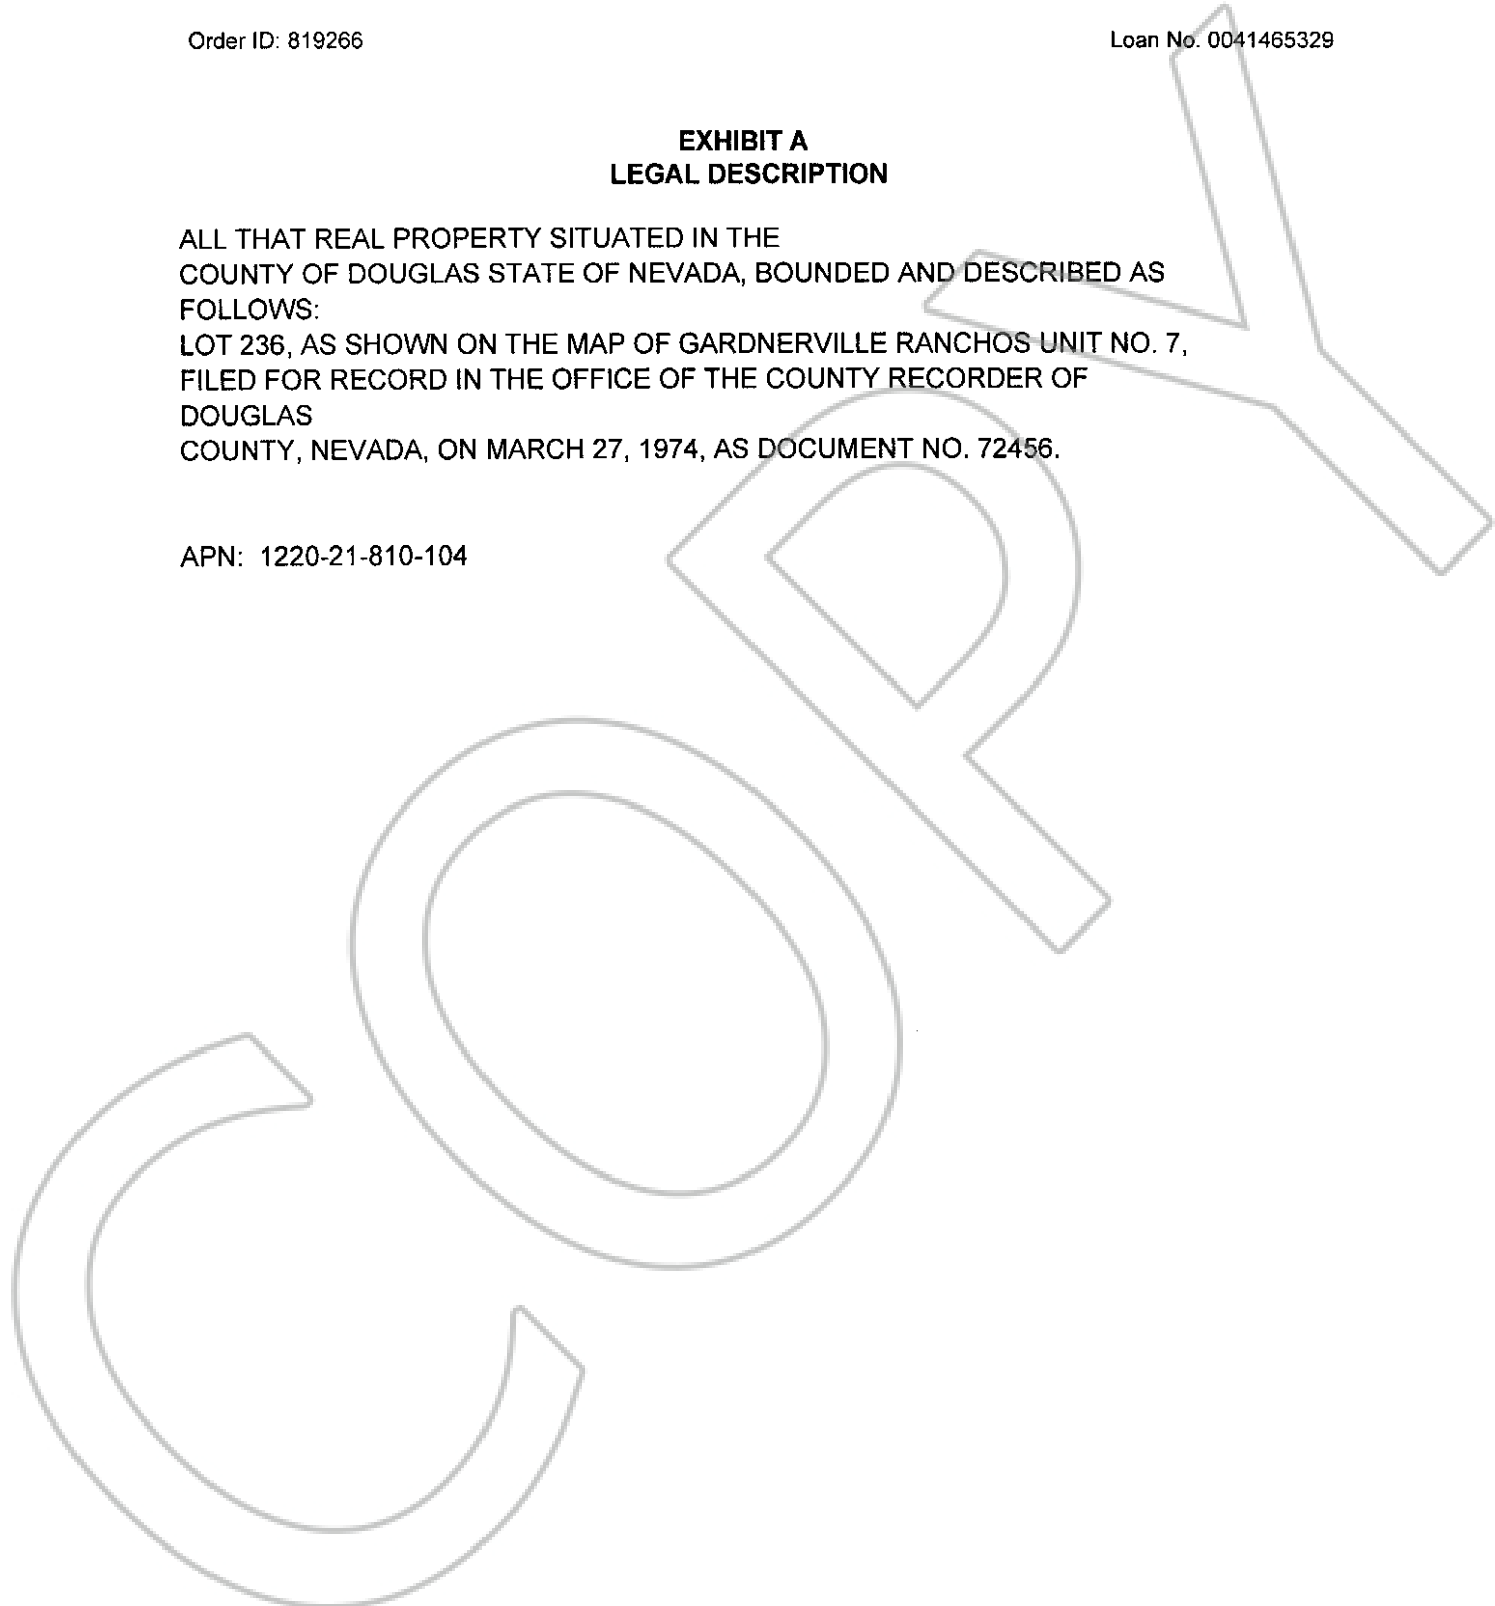 Order ID: 819266
Loan No. 0041465329
EXHIBIT A
LEGAL DESCRIPTION
ALL THAT REAL PROPERTY SITUATED IN THE
COUNTY OF DOUGLAS STATE OF NEVADA, BOUNDED AND DESCRIBED AS
FOLLOWS:
LOT 236, AS SHOWN ON THE MAP OF GARDNERVILLE RANCHOS UNIT NO. 7,
FILED FOR RECORD IN THE OFFICE OF THE COUNTY RECORDER OF
DOUGLAS
COUNTY, NEVADA, ON MARCH 27, 1974, AS DOCUMENT NO. 72456.
APN: 1220-21-810-104
COPY